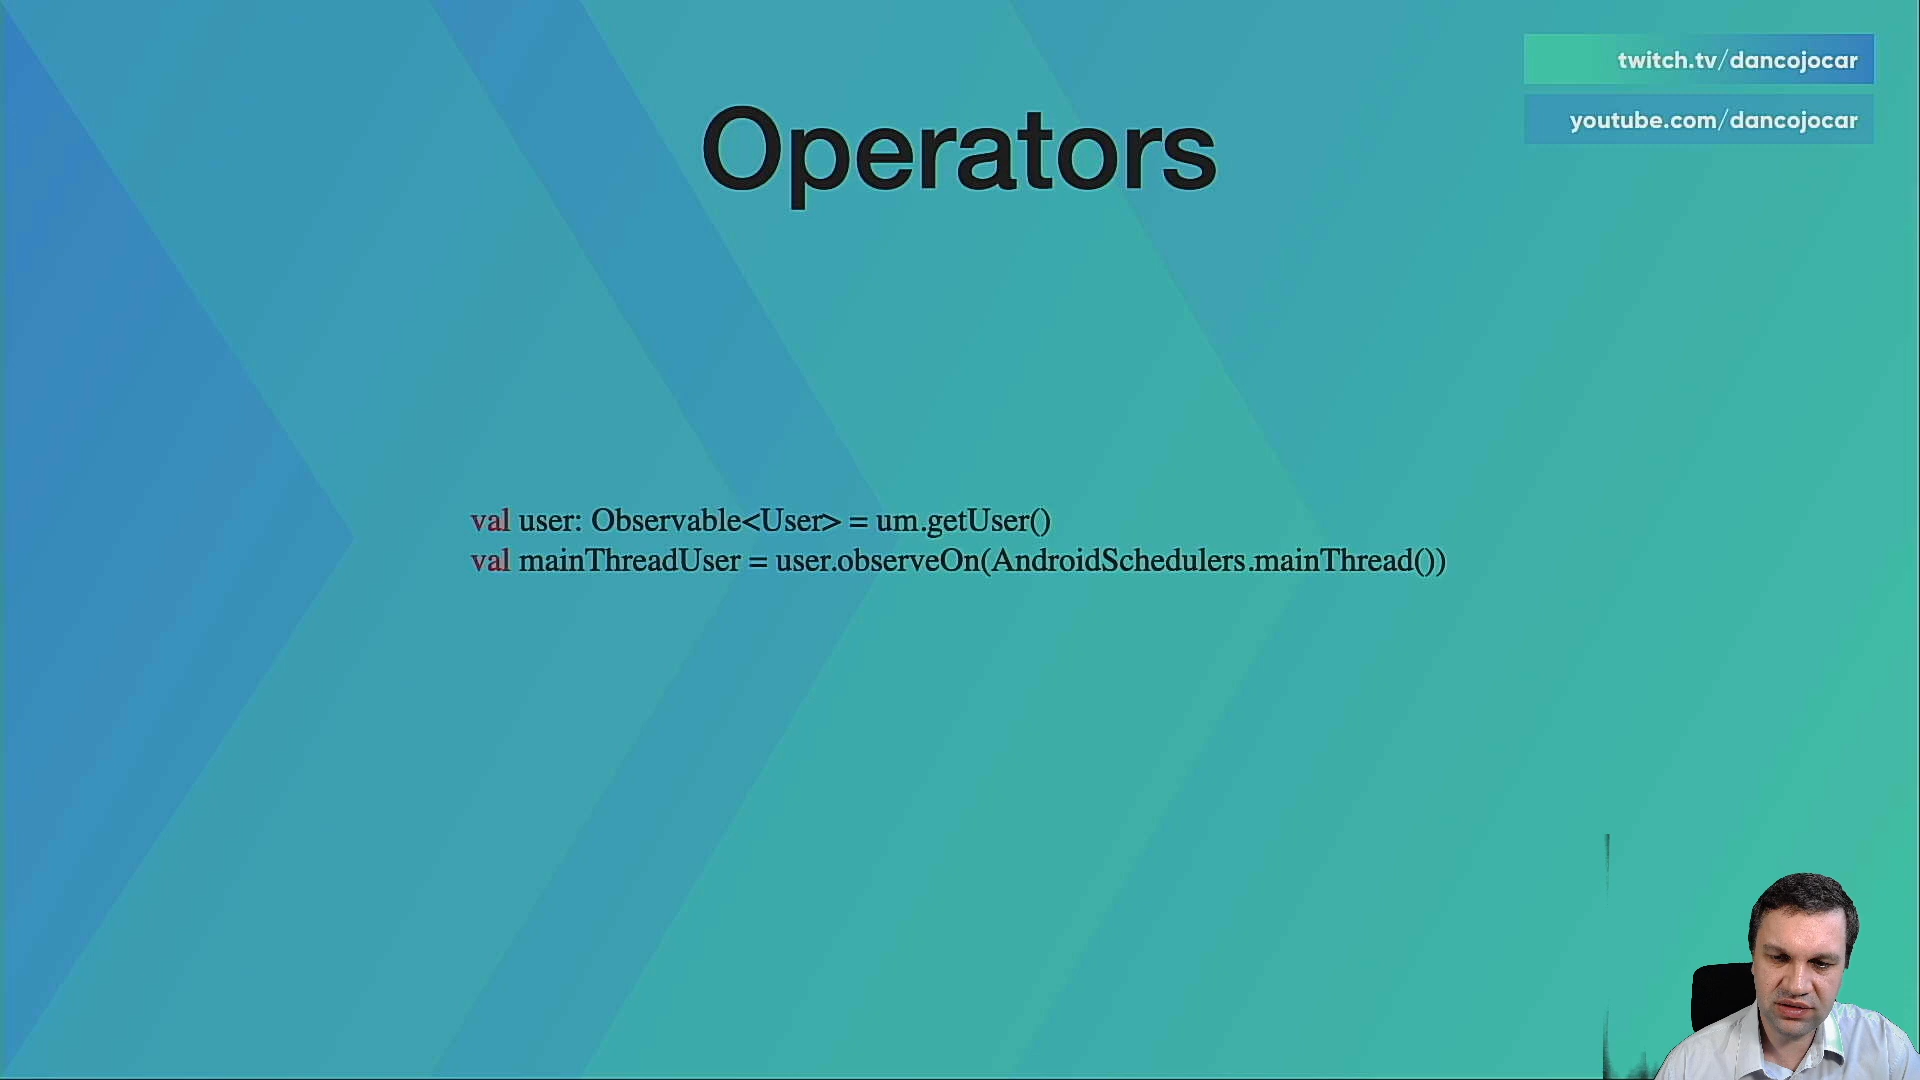 twitch.tv/dancojocar
youtube.com/dancojocar
Operators
val user: Observable<User> = um.getUser()
val mainThreadUser = user.observeOn(AndroidSchedulers.mainThread())